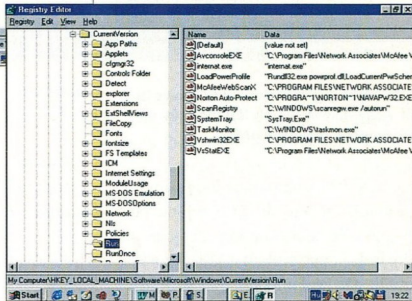 Registry Editor
Registry Edit View Help
CurrentVersion
App Paths
Applets
cfgmgr32
Controls Folder
Detect
explorer
Extensions
ExtShellViews
FileCopy
Fonts
fontsize
FS Templates
ICM
Internet Settings
ModuleUsage
MS-DOS Emulation
MS-DOSOptions
Network
Nls
Policies
Run
RunOnce
Name Data
(Default) (value not set)
AvconsoleEXE "C:\Program Files\Network Associates\McAfee
internat.exe "internat.exe"
LoadPowerProfile "Rundll32.exe powrprof.dll,LoadCurrentPwrScher
McAfeeWebScanX "C:\PROGRAM FILES\NETWORK ASSOCIATE
Norton Auto-Protect "C:\PROGRA~1\NORTON~1\NAVAPW32.EXE
ScanRegistry "C:\WINDOWS\scanregw.exe /autorun"
SystemTray "SysTray.Exe"
TaskMonitor "C:\WINDOWS\taskmon.exe"
Vshwin32EXE "C:\PROGRAM FILES\NETWORK ASSOCIATE
VsStatEXE "C:\Program Files\Network Associates\McAfee V
My Computer\HKEY_LOCAL_MACHINE\Software\Microsoft\Windows\CurrentVersion\Run
Start 19:22